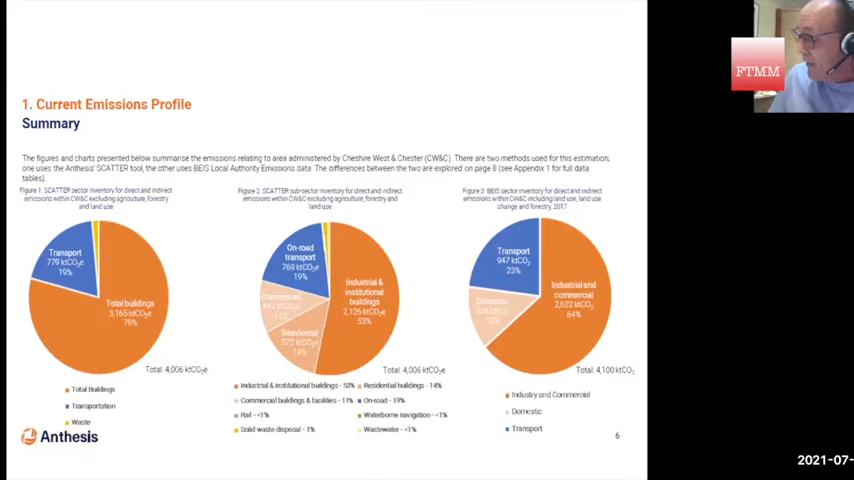 1. Current Emissions Profile
Summary
The figures and charts presented below summarise the emissions relating to area administered by Cheshire West & Chester (CW&C). There are two methods used for this estimation,
one uses the Anthesis' SCATTER tool, the other uses BEIS Local Authority Emissions data. The differences between the two are explored on page 8 (see Appendix 1 for full data
tables).
Figure 1: SCATTER sector inventory for direct and indirect
emissions within CW&C excluding agriculture, forestry
and land use
Transport
779 ktCO2e
19%
Total buildings
3,165 ktCO2e
79%
Total: 4,006 ktCO2e
Total Buildings
Transportation
Waste
Figure 2: SCATTER sub-sector inventory for direct and indirect
emissions within CW&C excluding agriculture, forestry and
land use
On-road
transport
769 ktCO2e
19%
Industrial &
institutional
buildings
2,126 ktCO2e
53%
Commercial
442 ktCO2e
11%
Residential
572 ktCO2e
14%
Total: 4,006 ktCO2e
Industrial & institutional buildings - 53%
Residential buildings - 14%
Commercial buildings & facilities - 11%
On-road - 19%
Rail - <1%
Waterborne navigation - <1%
Solid waste disposal - 1%
Wastewater - <1%
Figure 3: BEIS sector inventory for direct and indirect
emissions within CW&C including land use, land use
change and forestry, 2017
Transport
947 ktCO2
23%
Industrial and
commercial
2,622 ktCO2
64%
Domestic
Total: 4,100 ktCO2
Industry and Commercial
Domestic
Transport
Anthesis
6
FTMM
2021-07-